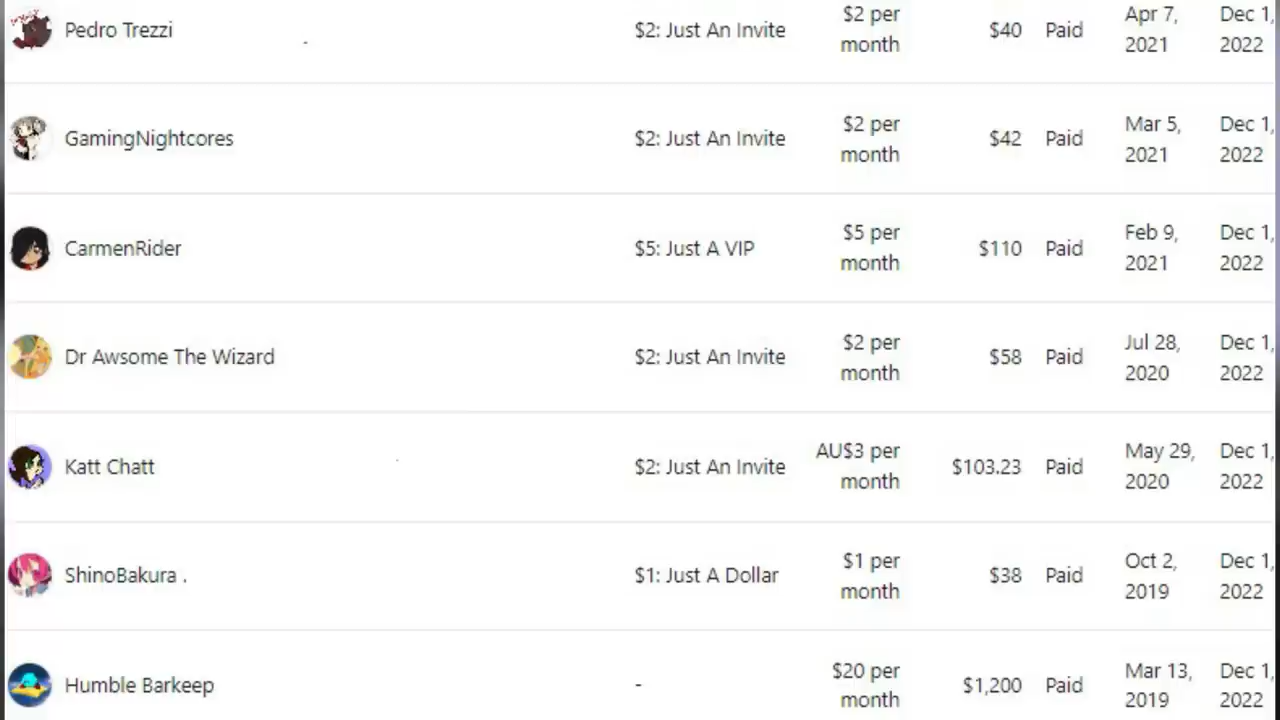 Pedro Trezzi $2: Just An Invite $2 per month $40 Paid Apr 7, 2021 Dec 1, 2022
GamingNightcores $2: Just An Invite $2 per month $42 Paid Mar 5, 2021 Dec 1, 2022
CarmenRider $5: Just A VIP $5 per month $110 Paid Feb 9, 2021 Dec 1, 2022
Dr Awsome The Wizard $2: Just An Invite $2 per month $58 Paid Jul 28, 2020 Dec 1, 2022
Katt Chatt $2: Just An Invite AU$3 per month $103.23 Paid May 29, 2020 Dec 1, 2022
ShinoBakura . $1: Just A Dollar $1 per month $38 Paid Oct 2, 2019 Dec 1, 2022
Humble Barkeep - $20 per month $1,200 Paid Mar 13, 2019 Dec 1, 2022